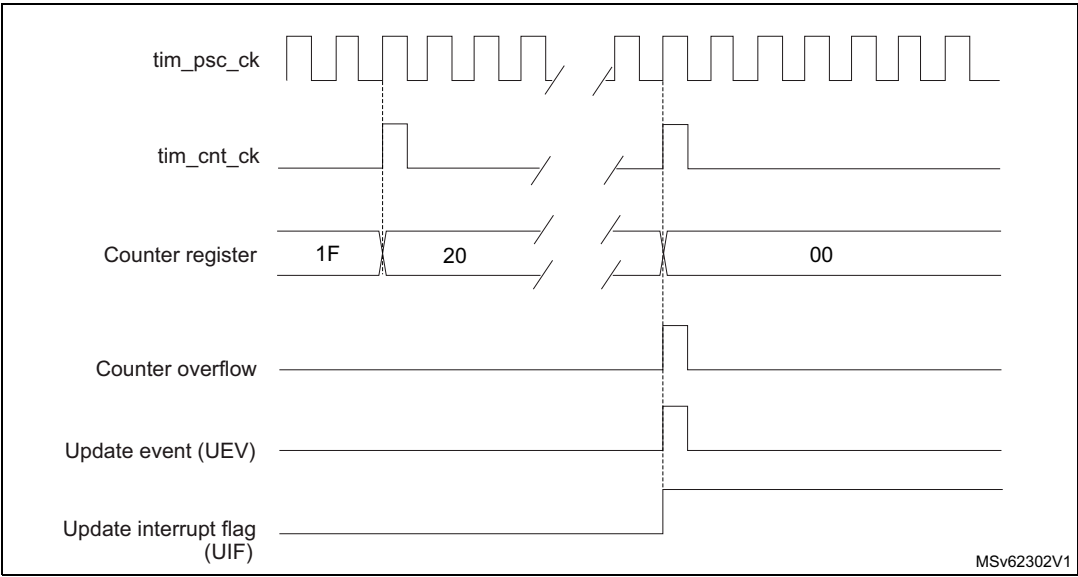 tim_psc_ck
tim_cnt_ck
Counter register
1F
20
00
Counter overflow
Update event (UEV)
Update interrupt flag
(UIF)
MSv62302V1